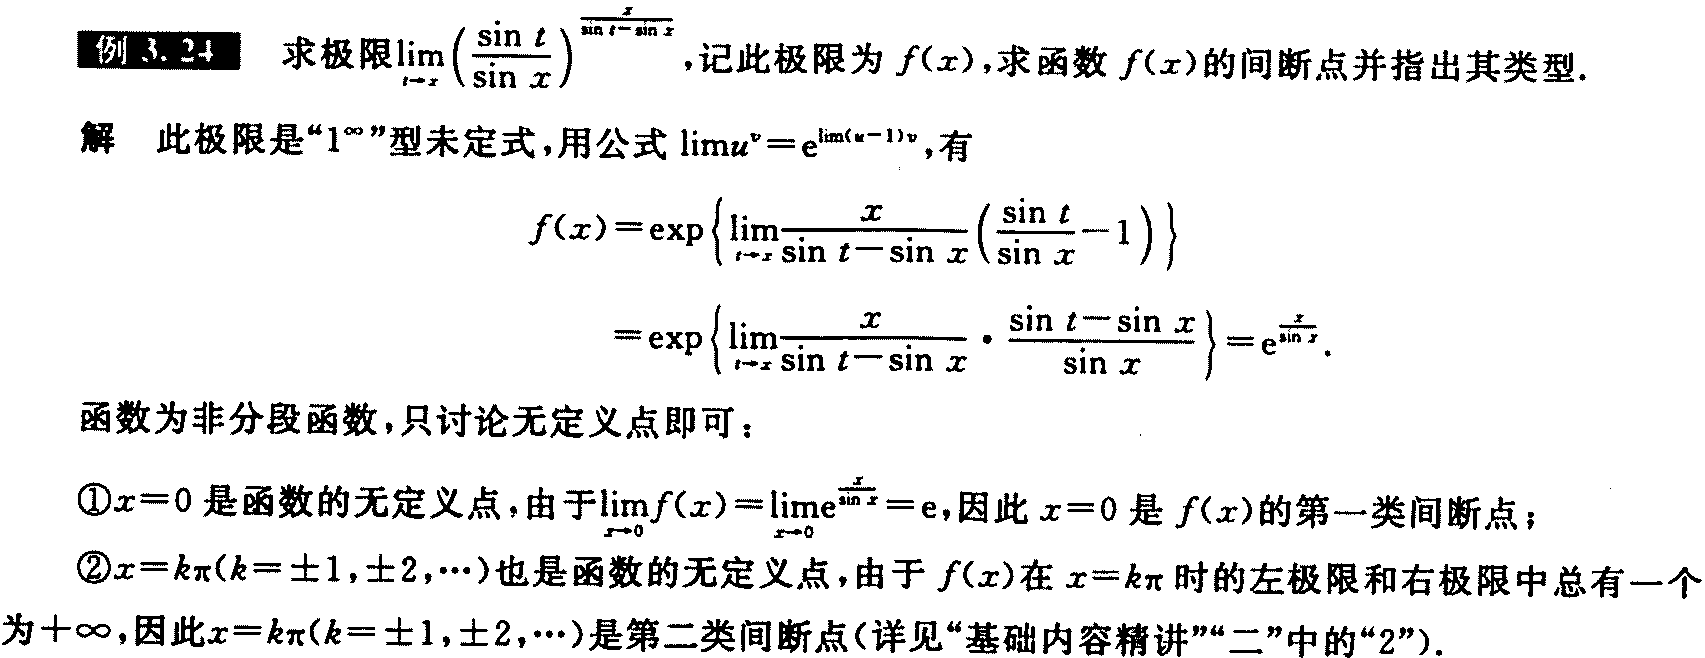 例 3.24 求极限$\lim_{t \to x}\left(\frac{\sin t}{\sin x}\right)^{\frac{x}{\sin t-\sin x}}$,记此极限为 $f(x)$,求函数 $f(x)$的间断点并指出其类型.
解 此极限是“$1^{\infty}$”型未定式,用公式 $\lim u^{v}=e^{\lim(u-1)v}$,有
$f(x)=\exp\left\{\lim_{t \to x}\frac{x}{\sin t-\sin x}\left(\frac{\sin t}{\sin x}-1\right)\right\}$
$=\exp\left\{\lim_{t \to x}\frac{x}{\sin t-\sin x}\cdot\frac{\sin t-\sin x}{\sin x}\right\}=e^{\frac{x}{\sin x}}.$
函数为非分段函数,只讨论无定义点即可:
①$x=0$ 是函数的无定义点,由于$\lim_{x \to 0}f(x)=\lim_{x \to 0}e^{\frac{x}{\sin x}}=e$,因此 $x=0$ 是 $f(x)$的第一类间断点;
②$x=k\pi(k=\pm1,\pm2,\cdots)$也是函数的无定义点,由于 $f(x)$在 $x=k\pi$ 时的左极限和右极限中总有一个
为$+\infty$,因此$x=k\pi(k=\pm1,\pm2,\cdots)$是第二类间断点(详见“基础内容精讲”“二”中的“2”).